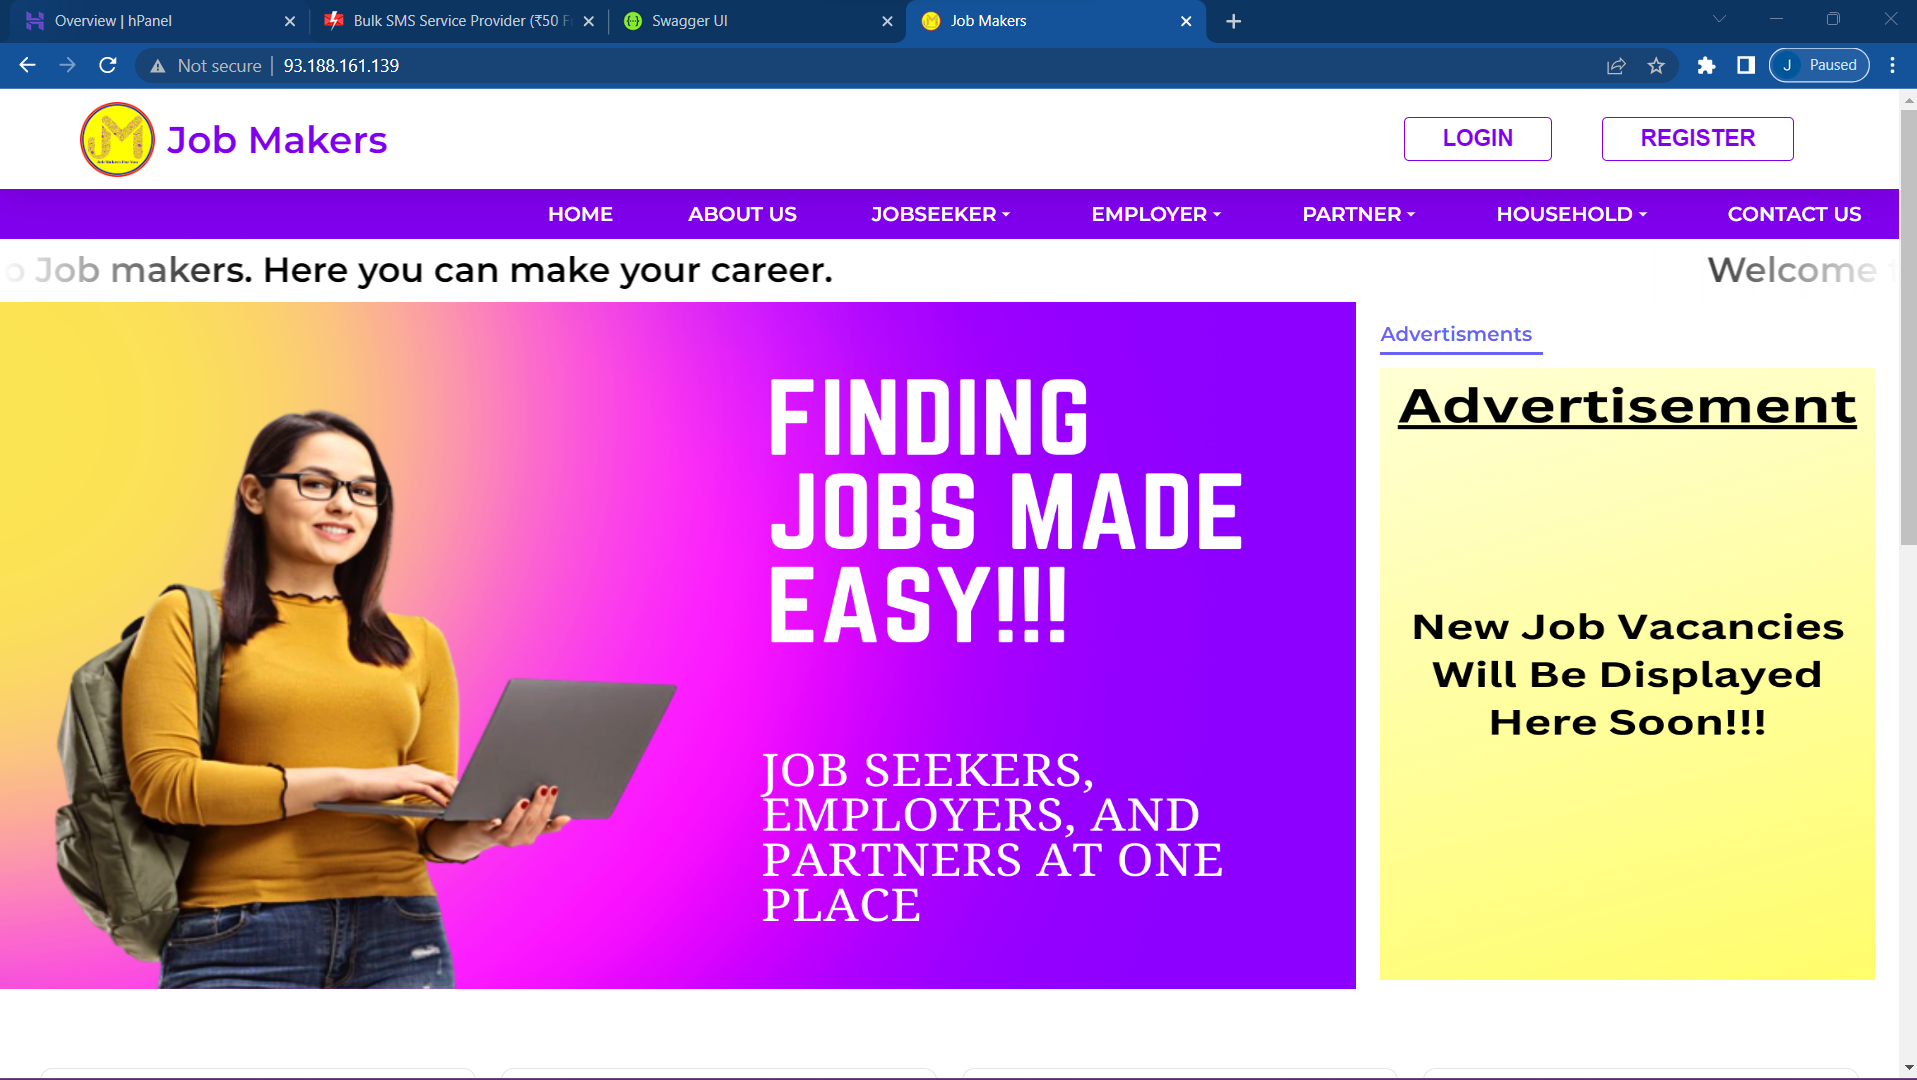 Overview | hPanel
Bulk SMS Service Provider (₹50 F
Swagger UI
Job Makers
Not secure
93.188.161.139
J
Paused
Job Makers
LOGIN
REGISTER
HOME
ABOUT US
JOBSEEKER
EMPLOYER
PARTNER
HOUSEHOLD
CONTACT US
o Job makers. Here you can make your career.
Welcome t
Advertisments
FINDING
JOBS MADE
EASY!!!
JOB SEEKERS,
EMPLOYERS, AND
PARTNERS AT ONE
PLACE
Advertisement
New Job Vacancies
Will Be Displayed
Here Soon!!!